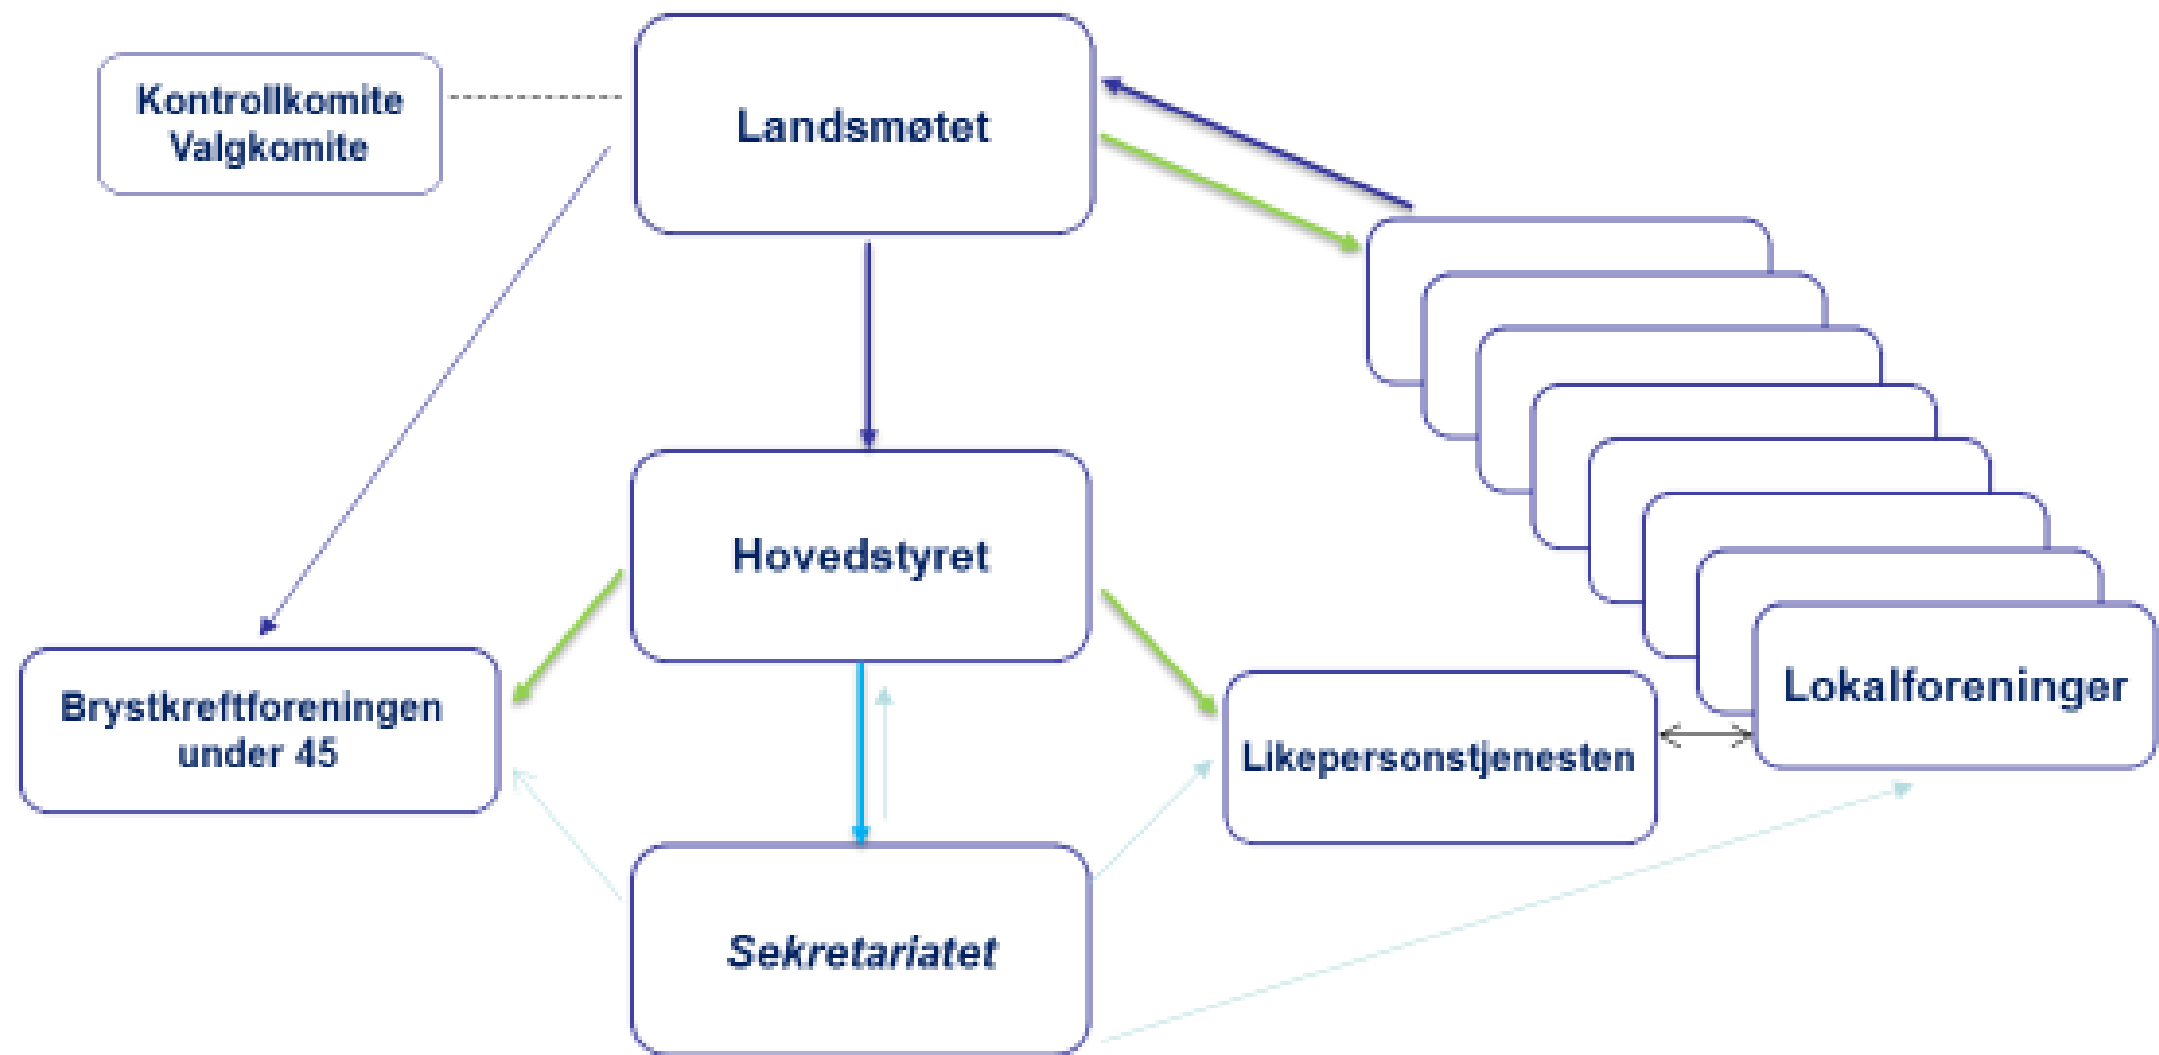 Kontrollkomite
Valgkomite
Landsmøtet
Hovedstyret
Brystkreftforeningen
under 45
Likepersonstjenesten
Lokalforeninger
Sekretariatet